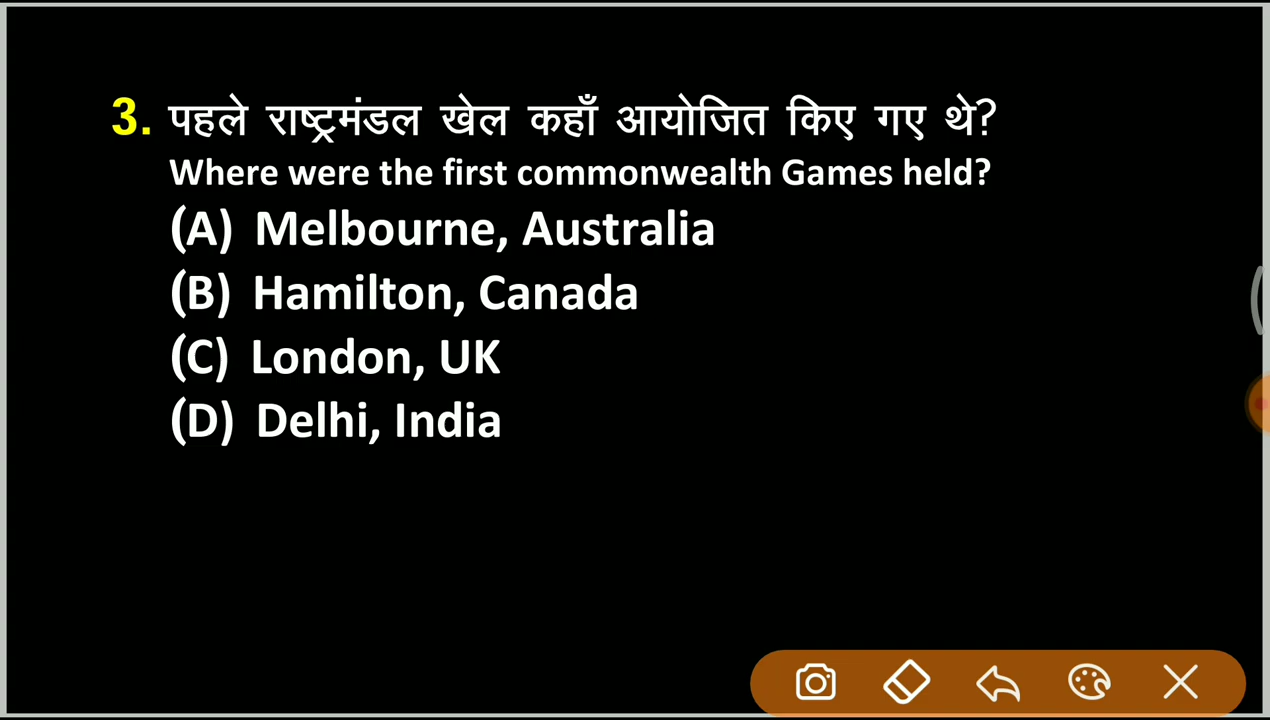 3. पहले राष्ट्रमंडल खेल कहाँ आयोजित किए गए थे?
Where were the first commonwealth Games held?
(A) Melbourne, Australia
(B) Hamilton, Canada
(C) London, UK
(D) Delhi, India